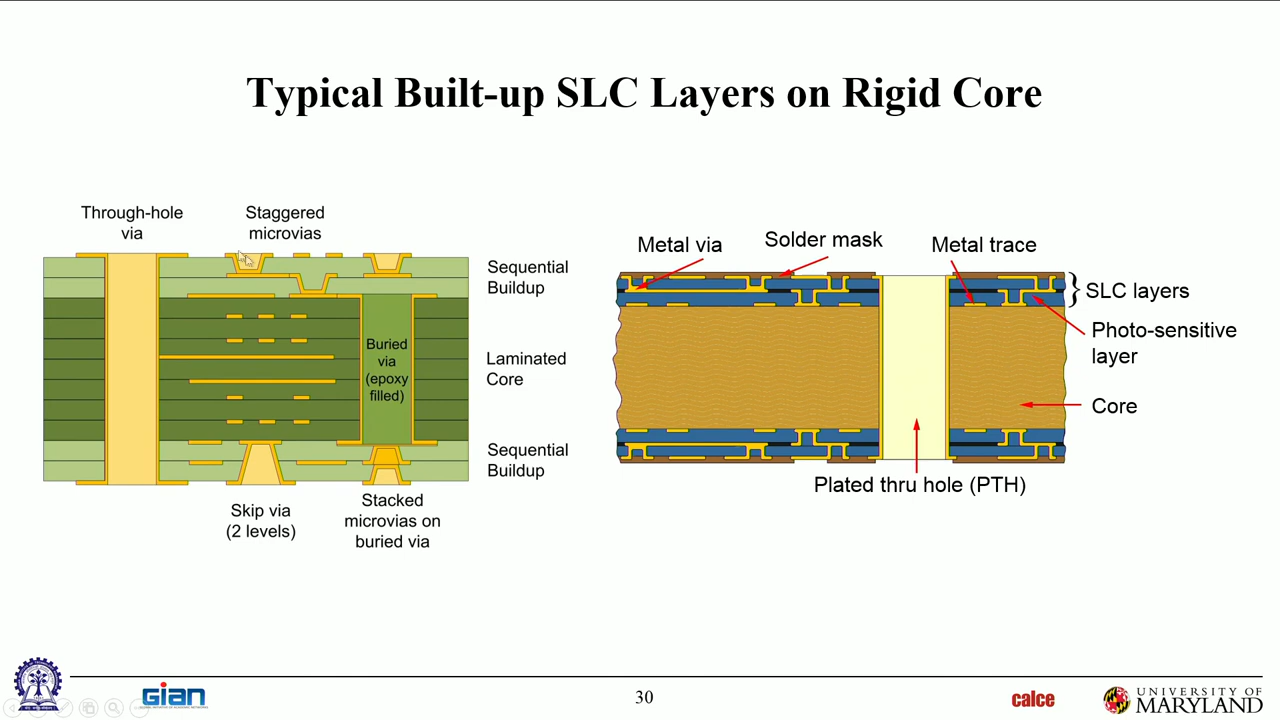 Typical Built-up SLC Layers on Rigid Core
Through-hole
via
Staggered
microvias
Sequential
Buildup
Buried
via
(epoxy
filled)
Laminated
Core
Sequential
Buildup
Skip via
(2 levels)
Stacked
microvias on
buried via
Metal via
Solder mask
Metal trace
SLC layers
Photo-sensitive
layer
Core
Plated thru hole (PTH)
GIAN
30
calce
UNIVERSITY OF
MARYLAND